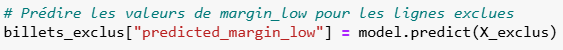 # Prédire les valeurs de margin_low pour les lignes exclues
billets_exclus["predicted_margin_low"] = model.predict(X_exclus)